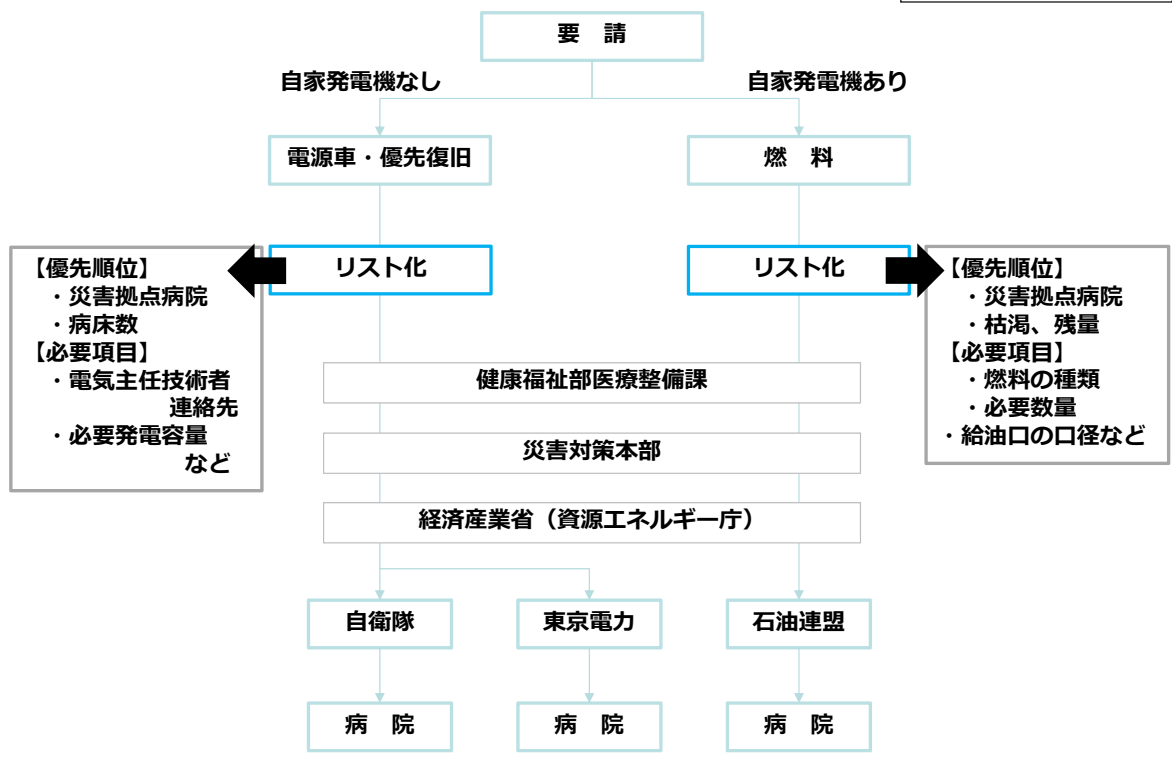 要　請
自家発電機なし
自家発電機あり
電源車・優先復旧
燃　料
リスト化
リスト化
【優先順位】
・災害拠点病院
・病床数
【必要項目】
・電気主任技術者
連絡先
・必要発電容量
など
【優先順位】
・災害拠点病院
・枯渇、残量
【必要項目】
・燃料の種類
・必要数量
・給油口の口径など
健康福祉部医療整備課
災害対策本部
経済産業省（資源エネルギー庁）
自衛隊
東京電力
石油連盟
病　院
病　院
病　院